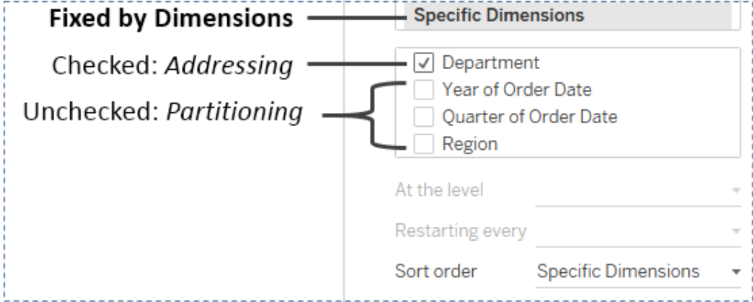 Fixed by Dimensions
Specific Dimensions
Checked: Addressing
Department
Year of Order Date
Unchecked: Partitioning
Quarter of Order Date
Region
At the level
Restarting every
Sort order
Specific Dimensions